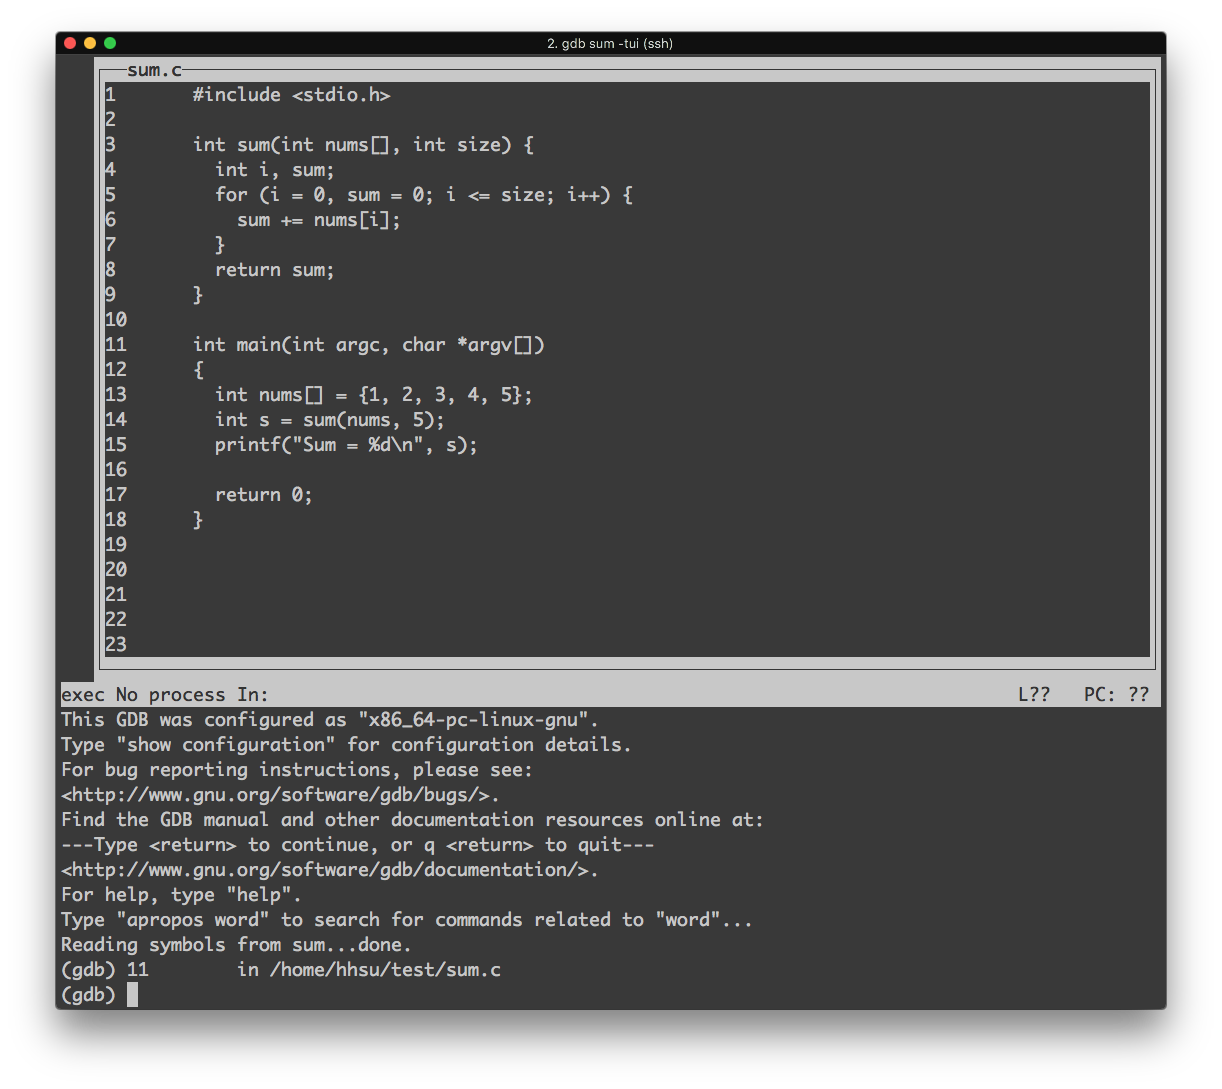 2. gdb sum -tui (ssh)
sum.c
1       #include <stdio.h>
2
3       int sum(int nums[], int size) {
4         int i, sum;
5         for (i = 0, sum = 0; i <= size; i++) {
6           sum += nums[i];
7         }
8         return sum;
9       }
10
11      int main(int argc, char *argv[])
12      {
13        int nums[] = {1, 2, 3, 4, 5};
14        int s = sum(nums, 5);
15        printf("Sum = %d\n", s);
16
17        return 0;
18      }
19
20
21
22
23
exec No process In:                                                                    L??   PC: ??
This GDB was configured as "x86_64-pc-linux-gnu".
Type "show configuration" for configuration details.
For bug reporting instructions, please see:
<http://www.gnu.org/software/gdb/bugs/>.
Find the GDB manual and other documentation resources online at:
---Type <return> to continue, or q <return> to quit---
<http://www.gnu.org/software/gdb/documentation/>.
For help, type "help".
Type "apropos word" to search for commands related to "word"...
Reading symbols from sum...done.
(gdb) 11        in /home/hhsu/test/sum.c
(gdb)